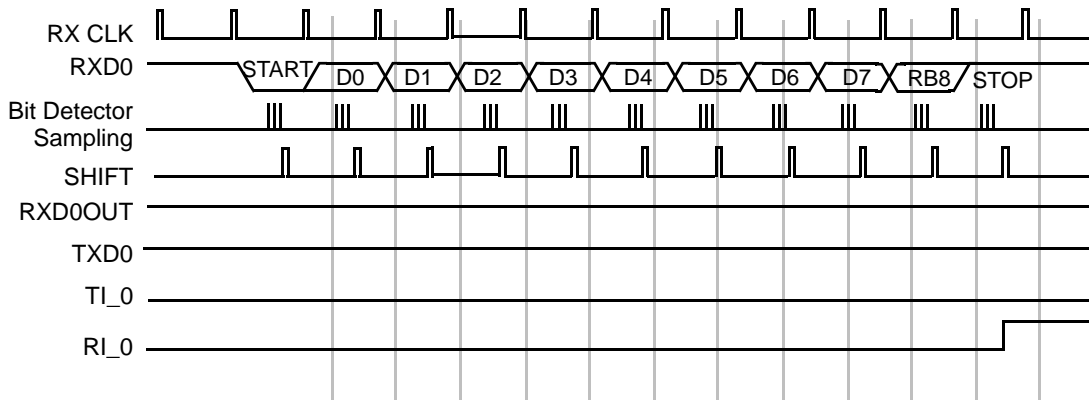 RX CLK
RXD0
START D0 D1 D2 D3 D4 D5 D6 D7 RB8 STOP
Bit Detector
Sampling
SHIFT
RXD0OUT
TXD0
TI_0
RI_0